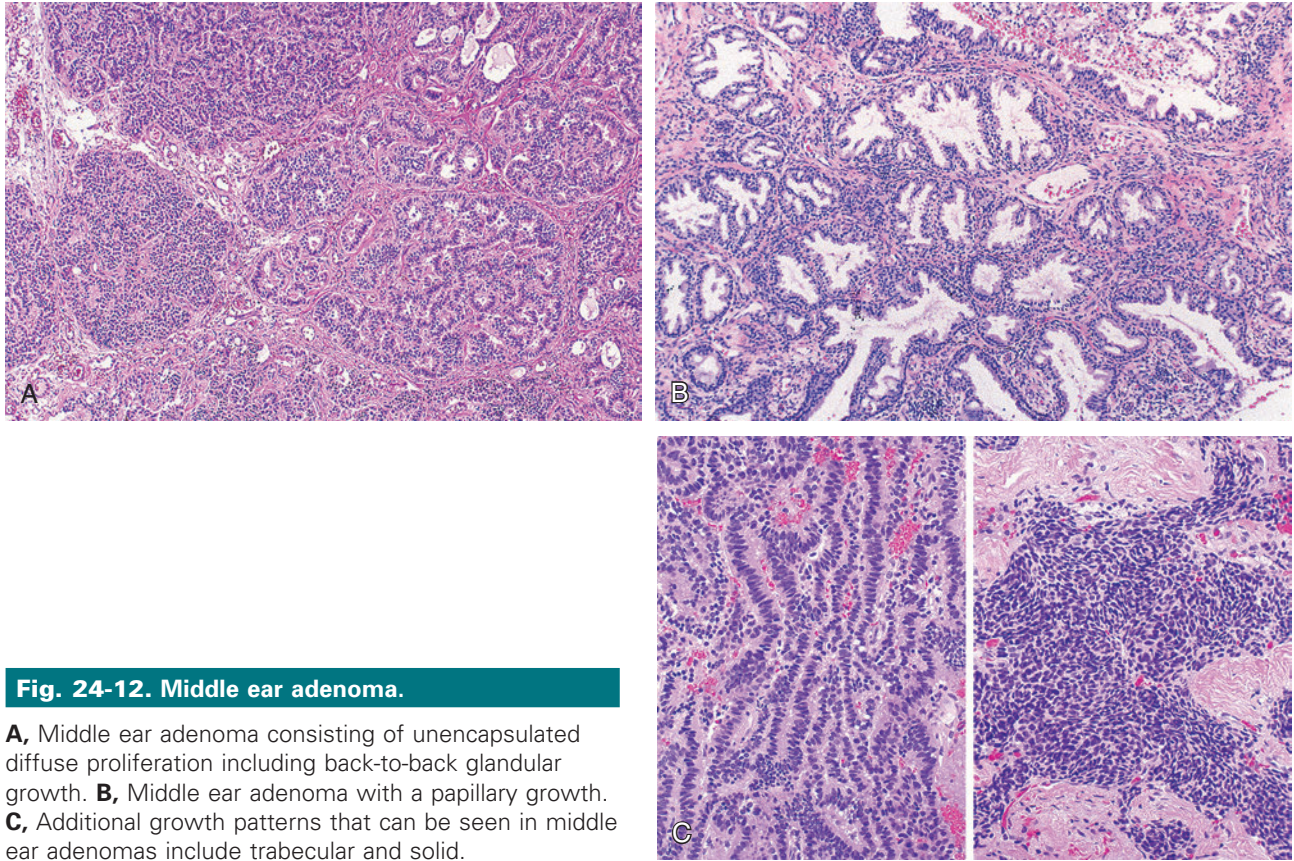 A
B
C
Fig. 24-12. Middle ear adenoma.
A, Middle ear adenoma consisting of unencapsulated
diffuse proliferation including back-to-back glandular
growth. B, Middle ear adenoma with a papillary growth.
C, Additional growth patterns that can be seen in middle
ear adenomas include trabecular and solid.